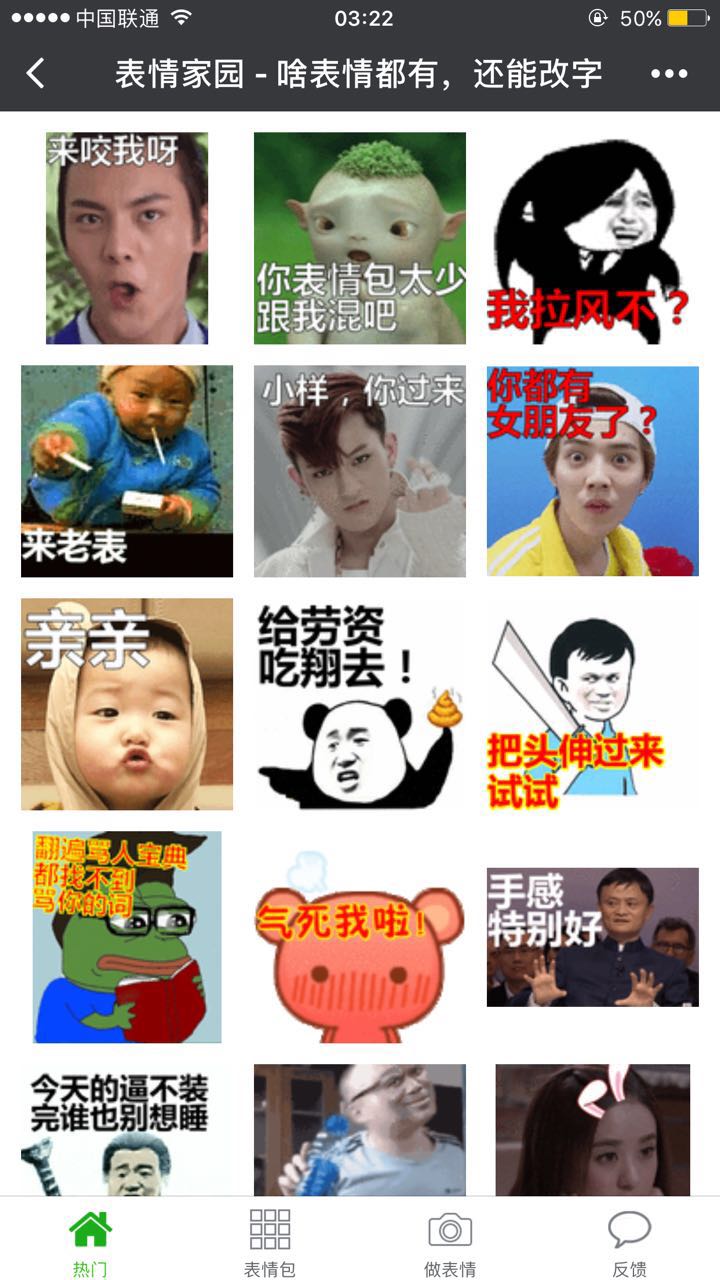 中国联通
03:22
50%
表情家园 - 啥表情都有，还能改字
来咬我呀
你表情包太少
跟我混吧
我拉风不？
来老表
小样，你过来
你都有
女朋友了？
亲亲
给劳资
吃翔去！
把头伸过来
试试
翻遍骂人宝典
都找不到
骂你的词
气死我啦！
手感
特别好
今天的逼不装
完谁也别想睡
热门
表情包
做表情
反馈